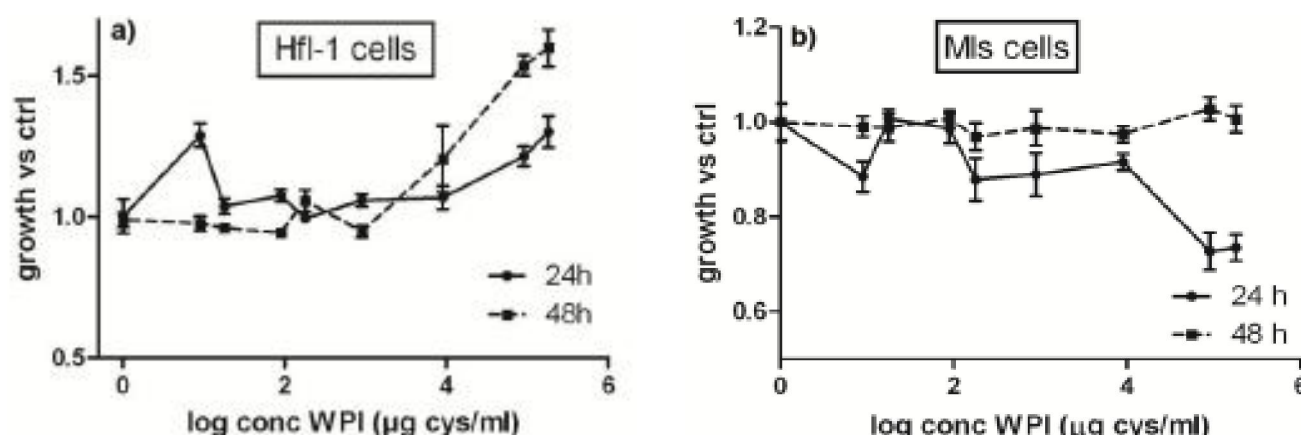 a)
Hfl-1 cells
1.5
1.0
0.5
growth vs ctrl
24h
48h
0 2 4 6
log conc WPI (µg cys/ml)
b)
Mls cells
1.2
1.0
0.8
0.6
growth vs ctrl
24 h
48 h
0 2 4 6
log conc WPI (µg cys/ml)